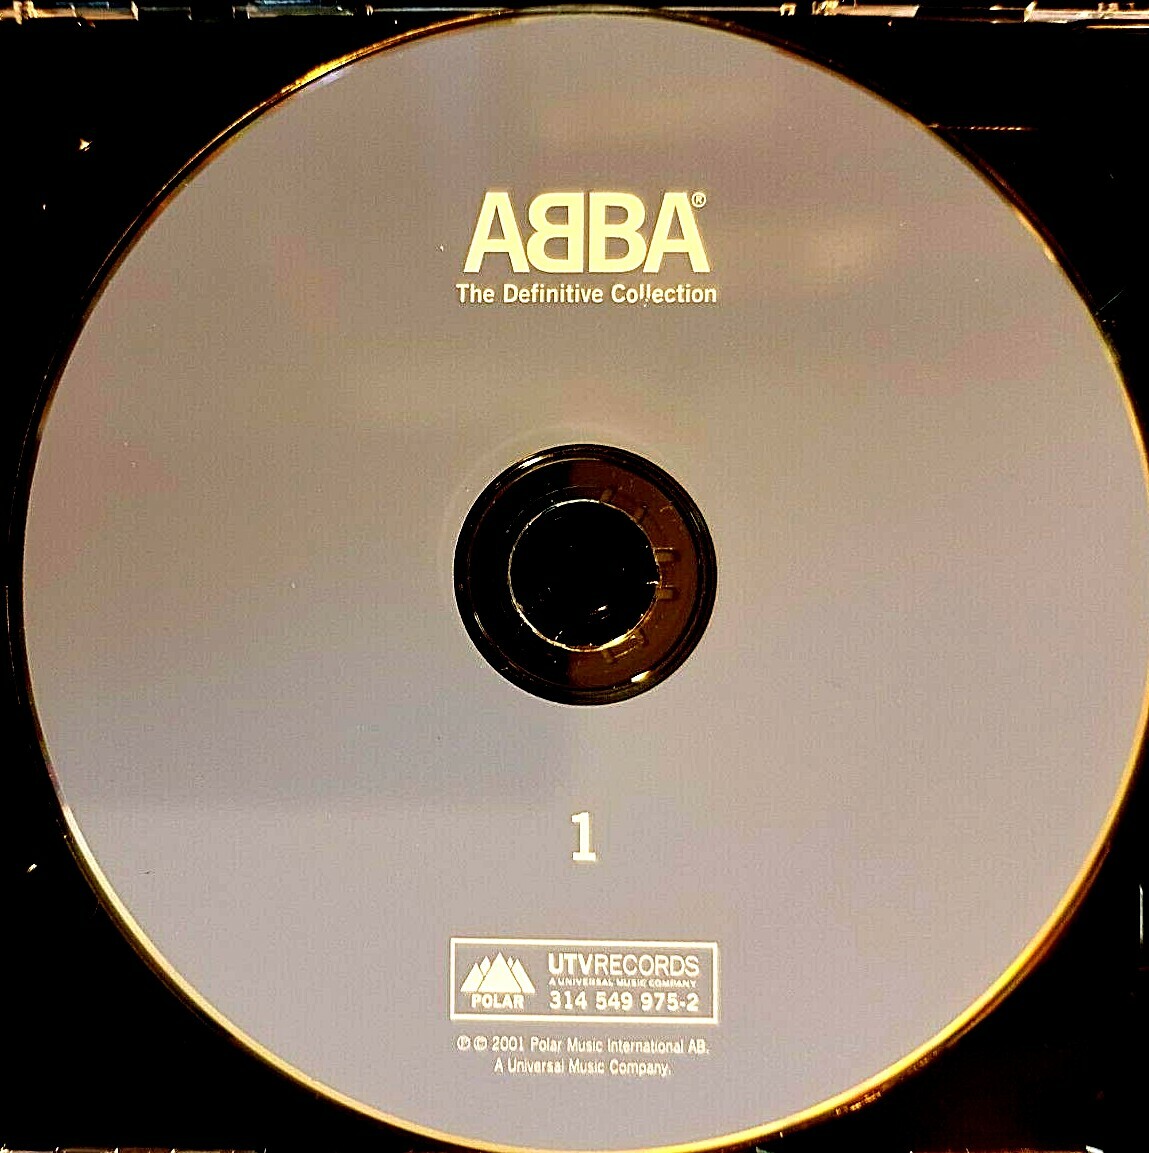 ABBA®
The Definitive Collection
1
UTVRECORDS
A UNIVERSAL MUSIC COMPANY
POLAR
314 549 975-2
℗ © 2001 Polar Music International AB.
A Universal Music Company.